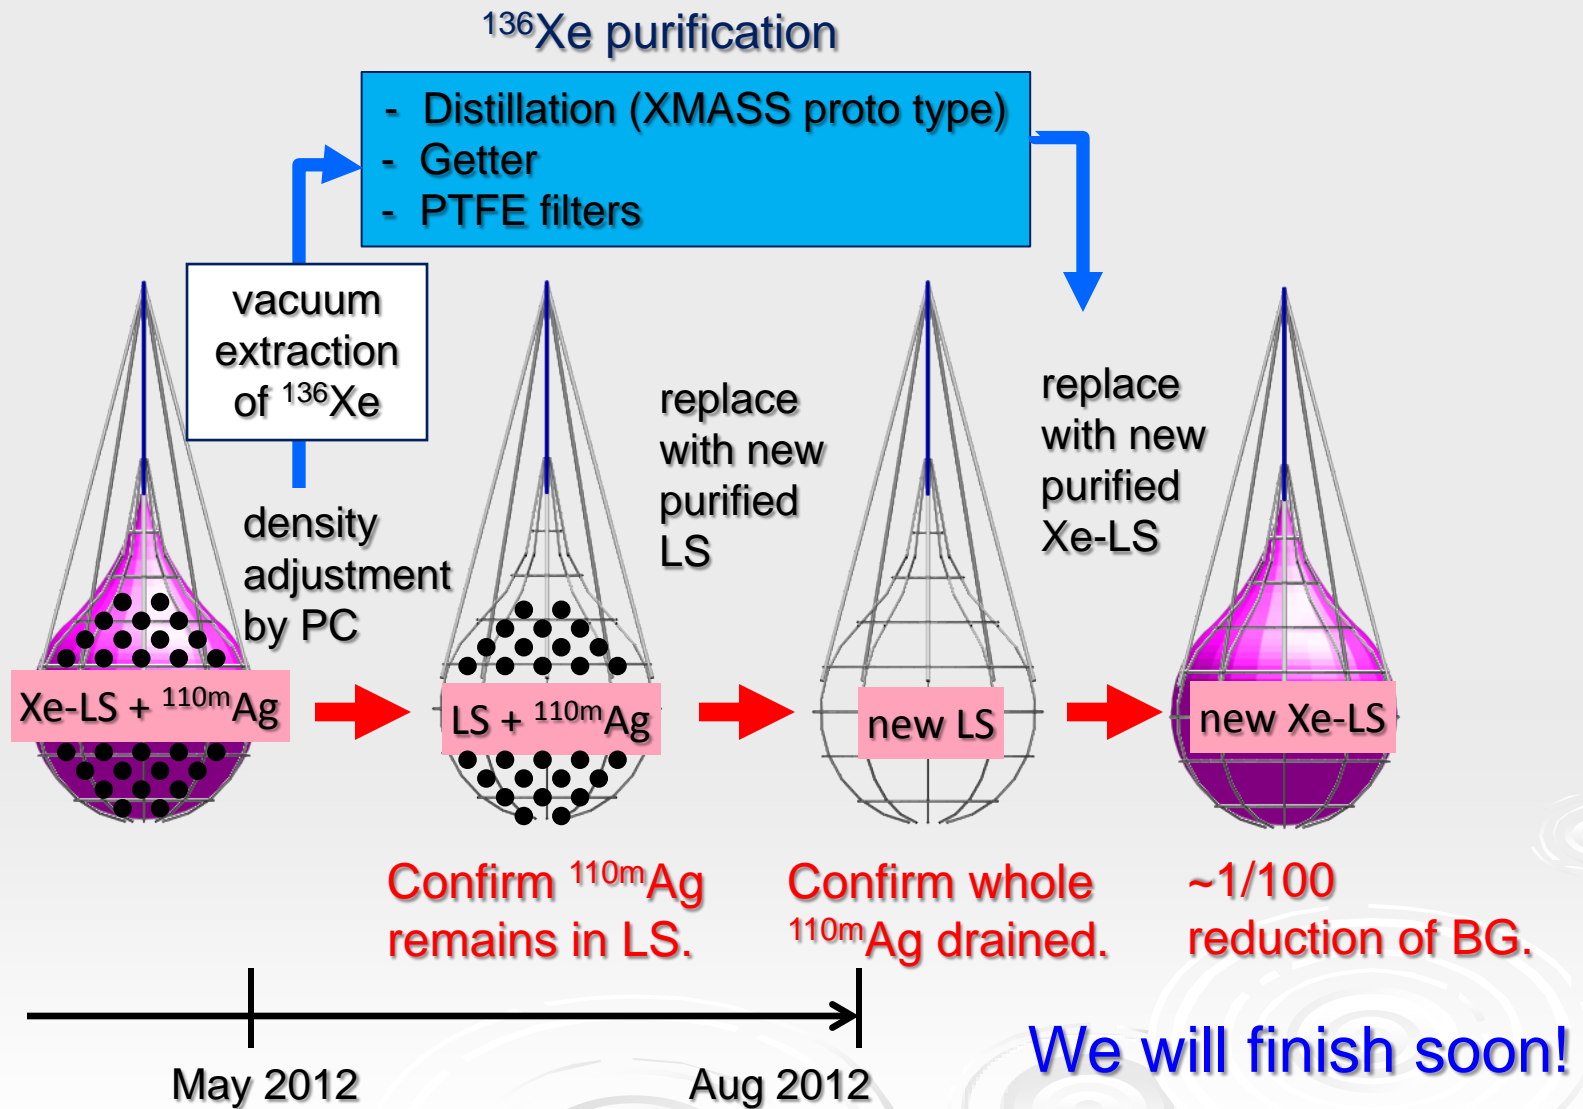 ¹³⁶Xe purification
- Distillation (XMASS proto type)
- Getter
- PTFE filters
vacuum
extraction
of ¹³⁶Xe
density
adjustment
by PC
replace
with new
purified
LS
replace
with new
purified
Xe-LS
Xe-LS + ¹¹⁰ᵐAg
LS + ¹¹⁰ᵐAg
new LS
new Xe-LS
Confirm ¹¹⁰ᵐAg
remains in LS.
Confirm whole
¹¹⁰ᵐAg drained.
~1/100
reduction of BG.
May 2012
Aug 2012
We will finish soon!